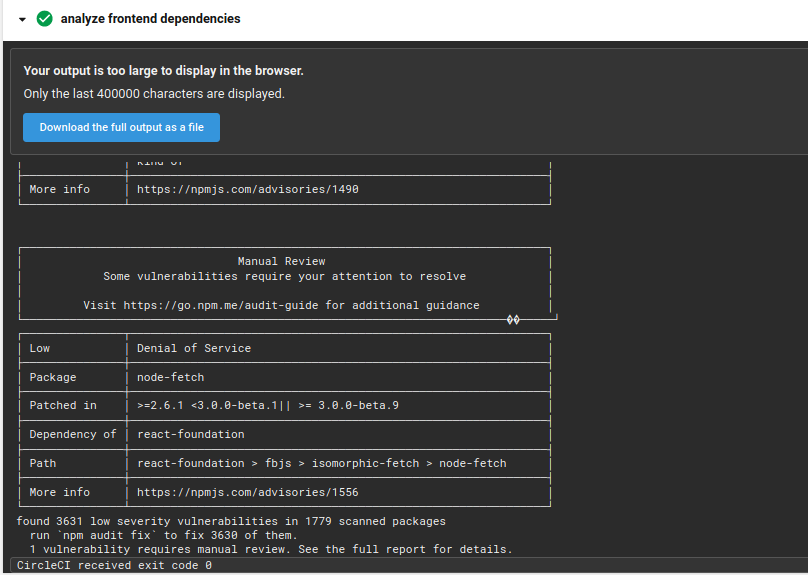 analyze frontend dependencies
Your output is too large to display in the browser.
Only the last 400000 characters are displayed.
Download the full output as a file
kind-of
More info https://npmjs.com/advisories/1490
Manual Review
Some vulnerabilities require your attention to resolve
Visit https://go.npm.me/audit-guide for additional guidance
��
Low Denial of Service
Package node-fetch
Patched in >=2.6.1 <3.0.0-beta.1|| >= 3.0.0-beta.9
Dependency of react-foundation
Path react-foundation > fbjs > isomorphic-fetch > node-fetch
More info https://npmjs.com/advisories/1556
found 3631 low severity vulnerabilities in 1779 scanned packages
run `npm audit fix` to fix 3630 of them.
1 vulnerability requires manual review. See the full report for details.
CircleCI received exit code 0